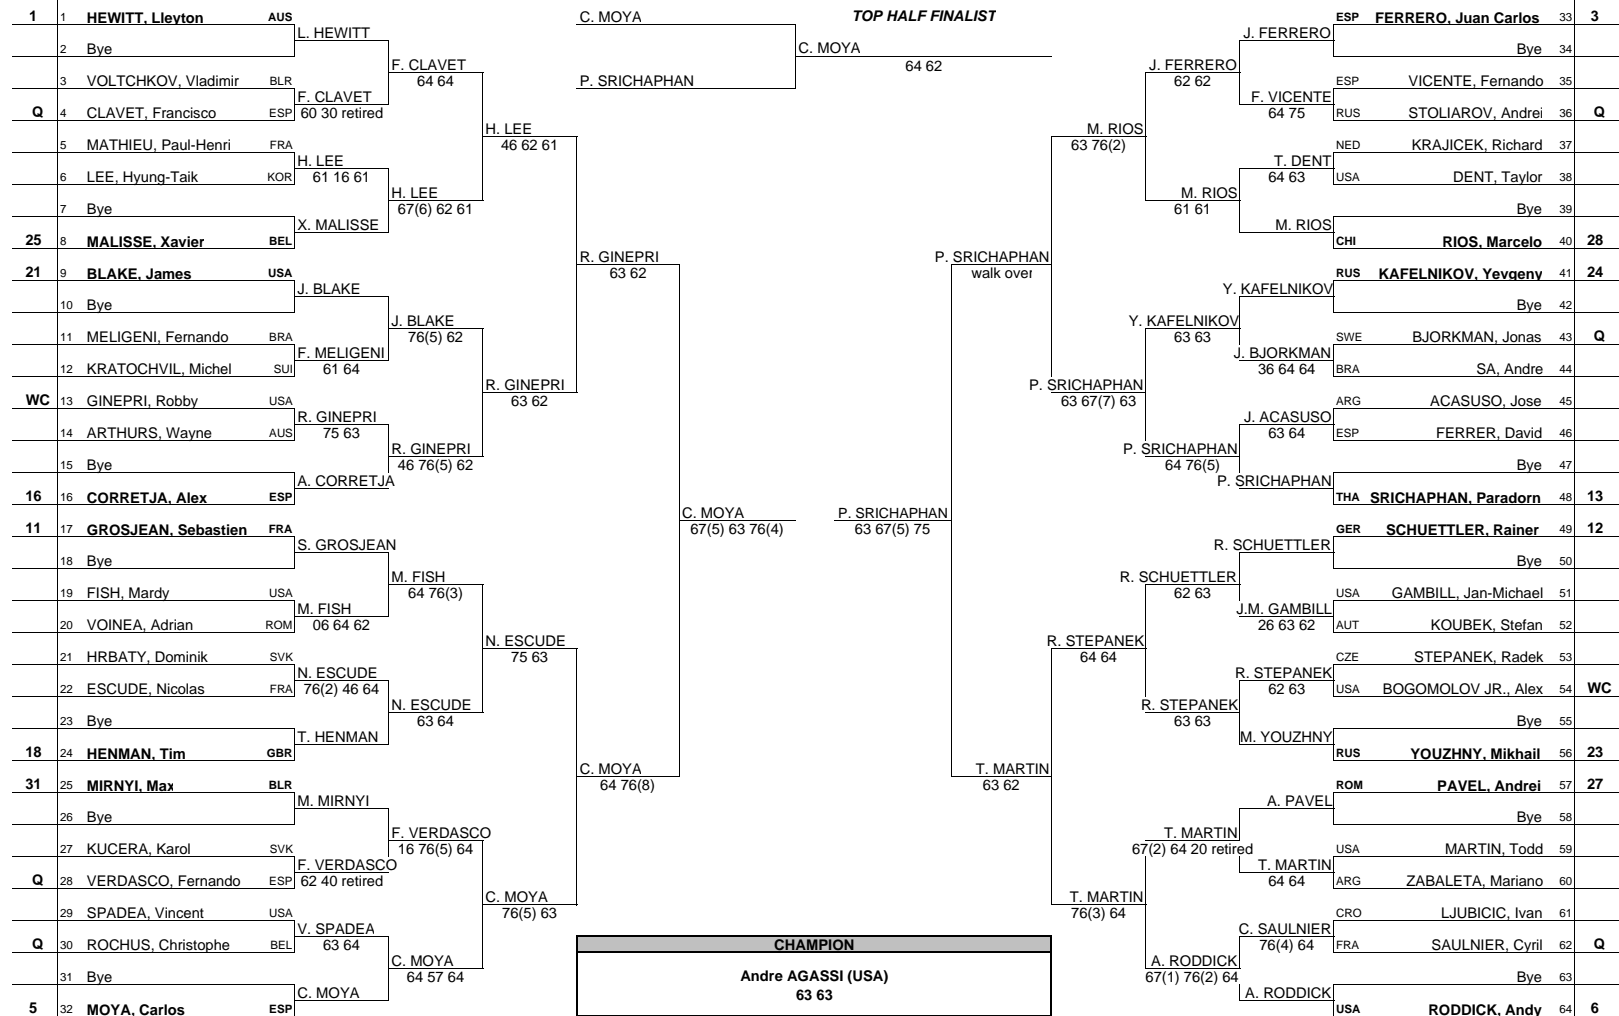 1 1 HEWITT, Lleyton AUS
2 Bye
3 VOLTCHKOV, Vladimir BLR
Q 4 CLAVET, Francisco ESP
5 MATHIEU, Paul-Henri FRA
6 LEE, Hyung-Taik KOR
7 Bye
25 8 MALISSE, Xavier BEL
21 9 BLAKE, James USA
10 Bye
11 MELIGENI, Fernando BRA
12 KRATOCHVIL, Michel SUI
WC 13 GINEPRI, Robby USA
14 ARTHURS, Wayne AUS
15 Bye
16 16 CORRETJA, Alex ESP
11 17 GROSJEAN, Sebastien FRA
18 Bye
19 FISH, Mardy USA
20 VOINEA, Adrian ROM
21 HRBATY, Dominik SVK
22 ESCUDE, Nicolas FRA
23 Bye
18 24 HENMAN, Tim GBR
31 25 MIRNYI, Max BLR
26 Bye
27 KUCERA, Karol SVK
Q 28 VERDASCO, Fernando ESP
29 SPADEA, Vincent USA
Q 30 ROCHUS, Christophe BEL
31 Bye
5 32 MOYA, Carlos ESP
L. HEWITT
F. CLAVET
60 30 retired
H. LEE
61 16 61
X. MALISSE
J. BLAKE
F. MELIGENI
61 64
R. GINEPRI
75 63
A. CORRETJA
S. GROSJEAN
M. FISH
06 64 62
N. ESCUDE
76(2) 46 64
T. HENMAN
M. MIRNYI
F. VERDASCO
62 40 retired
V. SPADEA
63 64
C. MOYA
F. CLAVET
64 64
H. LEE
67(6) 62 61
J. BLAKE
76(5) 62
R. GINEPRI
46 76(5) 62
M. FISH
64 76(3)
N. ESCUDE
63 64
F. VERDASCO
16 76(5) 64
C. MOYA
64 57 64
H. LEE
46 62 61
R. GINEPRI
63 62
N. ESCUDE
75 63
C. MOYA
76(5) 63
R. GINEPRI
63 62
C. MOYA
64 76(8)
C. MOYA
67(5) 63 76(4)
C. MOYA
P. SRICHAPHAN
TOP HALF FINALIST
C. MOYA
64 62
P. SRICHAPHAN
63 67(5) 75
P. SRICHAPHAN
walk over
T. MARTIN
63 62
M. RIOS
63 76(2)
P. SRICHAPHAN
63 67(7) 63
R. STEPANEK
64 64
T. MARTIN
76(3) 64
J. FERRERO
62 62
M. RIOS
61 61
Y. KAFELNIKOV
63 63
P. SRICHAPHAN
64 76(5)
R. SCHUETTLER
62 63
R. STEPANEK
63 63
T. MARTIN
67(2) 64 20 retired
A. RODDICK
67(1) 76(2) 64
J. FERRERO
F. VICENTE
64 75
T. DENT
64 63
M. RIOS
Y. KAFELNIKOV
J. BJORKMAN
36 64 64
J. ACASUSO
63 64
P. SRICHAPHAN
R. SCHUETTLER
J.M. GAMBILL
26 63 62
R. STEPANEK
62 63
M. YOUZHNY
A. PAVEL
T. MARTIN
64 64
C. SAULNIER
76(4) 64
A. RODDICK
ESP FERRERO, Juan Carlos 33 3
Bye 34
ESP VICENTE, Fernando 35
RUS STOLIAROV, Andrei 36 Q
NED KRAJICEK, Richard 37
USA DENT, Taylor 38
Bye 39
CHI RIOS, Marcelo 40 28
RUS KAFELNIKOV, Yevgeny 41 24
Bye 42
SWE BJORKMAN, Jonas 43 Q
BRA SA, Andre 44
ARG ACASUSO, Jose 45
ESP FERRER, David 46
Bye 47
THA SRICHAPHAN, Paradorn 48 13
GER SCHUETTLER, Rainer 49 12
Bye 50
USA GAMBILL, Jan-Michael 51
AUT KOUBEK, Stefan 52
CZE STEPANEK, Radek 53
USA BOGOMOLOV JR., Alex 54 WC
Bye 55
RUS YOUZHNY, Mikhail 56 23
ROM PAVEL, Andrei 57 27
Bye 58
USA MARTIN, Todd 59
ARG ZABALETA, Mariano 60
CRO LJUBICIC, Ivan 61
FRA SAULNIER, Cyril 62 Q
Bye 63
USA RODDICK, Andy 64 6
CHAMPION
Andre AGASSI (USA)
63 63